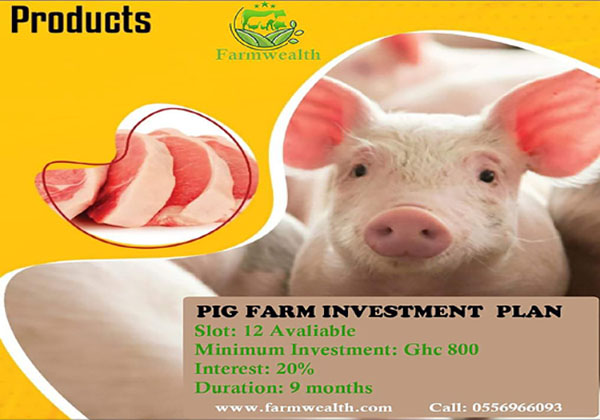 Products
Farmwealth
PIG FARM INVESTMENT PLAN
Slot: 12 Avaliable
Minimum Investment: Ghc 800
Interest: 20%
Duration: 9 months
www.farmwealth.com Call: 0556966093